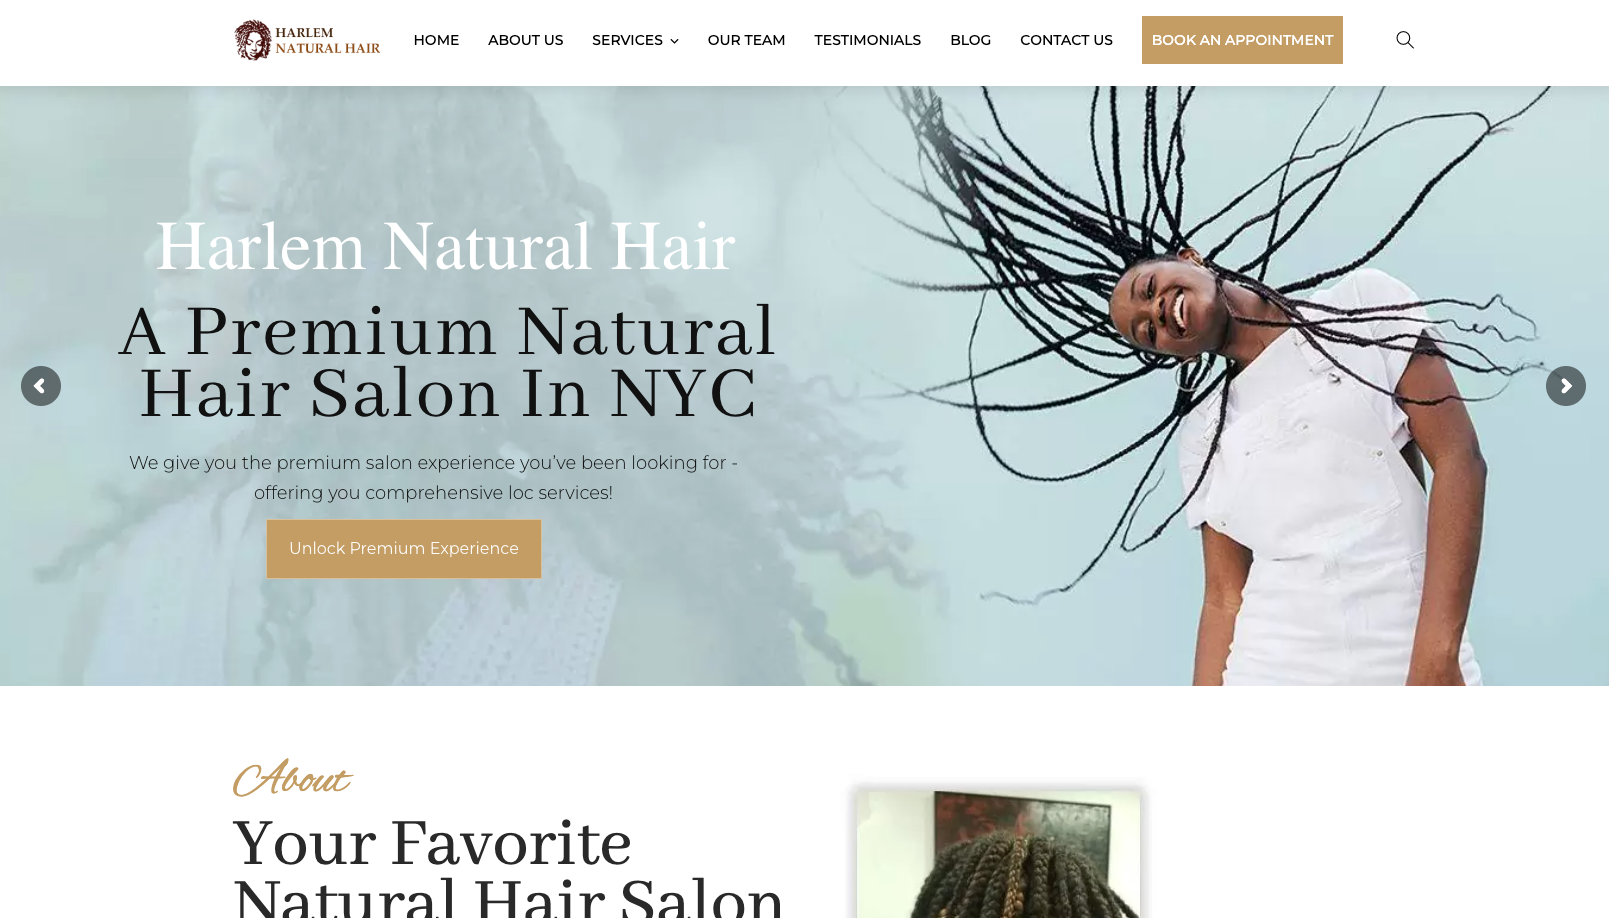 HARLEM
NATURAL HAIR
HOME
ABOUT US
SERVICES
OUR TEAM
TESTIMONIALS
BLOG
CONTACT US
BOOK AN APPOINTMENT
Harlem Natural Hair
A Premium Natural
Hair Salon In NYC
We give you the premium salon experience you’ve been looking for -
offering you comprehensive loc services!
Unlock Premium Experience
About
Your Favorite
Natural Hair Salon